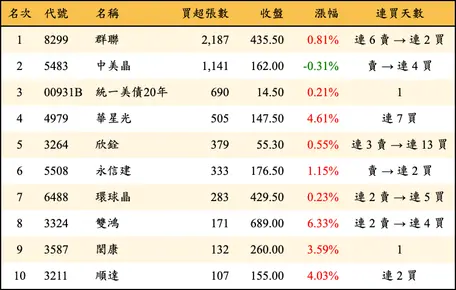 名次 代號 名稱 買超張數 收盤 漲幅 連買天數
1 8299 群聯 2,187 435.50 0.81% 連 6 賣 → 連 2 買
2 5483 中美晶 1,141 162.00 -0.31% 賣 → 連 4 買
3 00931B 統一美債20年 690 14.50 0.21% 1
4 4979 華星光 505 147.50 4.61% 連 7 買
5 3264 欣銓 379 55.30 0.55% 連 3 賣 → 連 13 買
6 5508 永信建 333 176.50 1.15% 賣 → 連 2 買
7 6488 環球晶 283 429.50 0.23% 連 2 賣 → 連 5 買
8 3324 雙鴻 171 689.00 6.33% 連 2 賣 → 連 4 買
9 3587 閎康 132 260.00 3.59% 1
10 3211 順達 107 155.00 4.03% 連 2 買